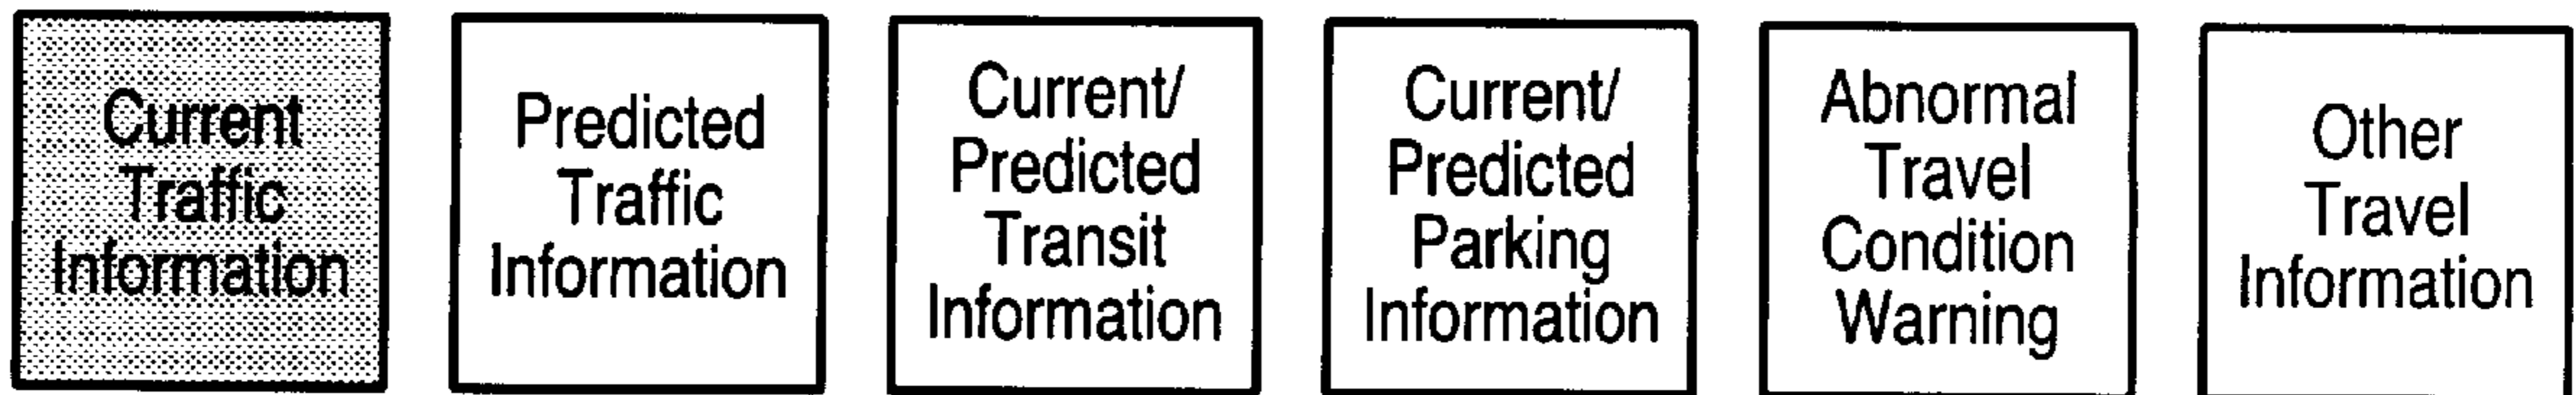 Current
Traffic
Information
Predicted
Traffic
Information
Current/
Predicted
Transit
Information
Current/
Predicted
Parking
Information
Abnormal
Travel
Condition
Warning
Other
Travel
Information